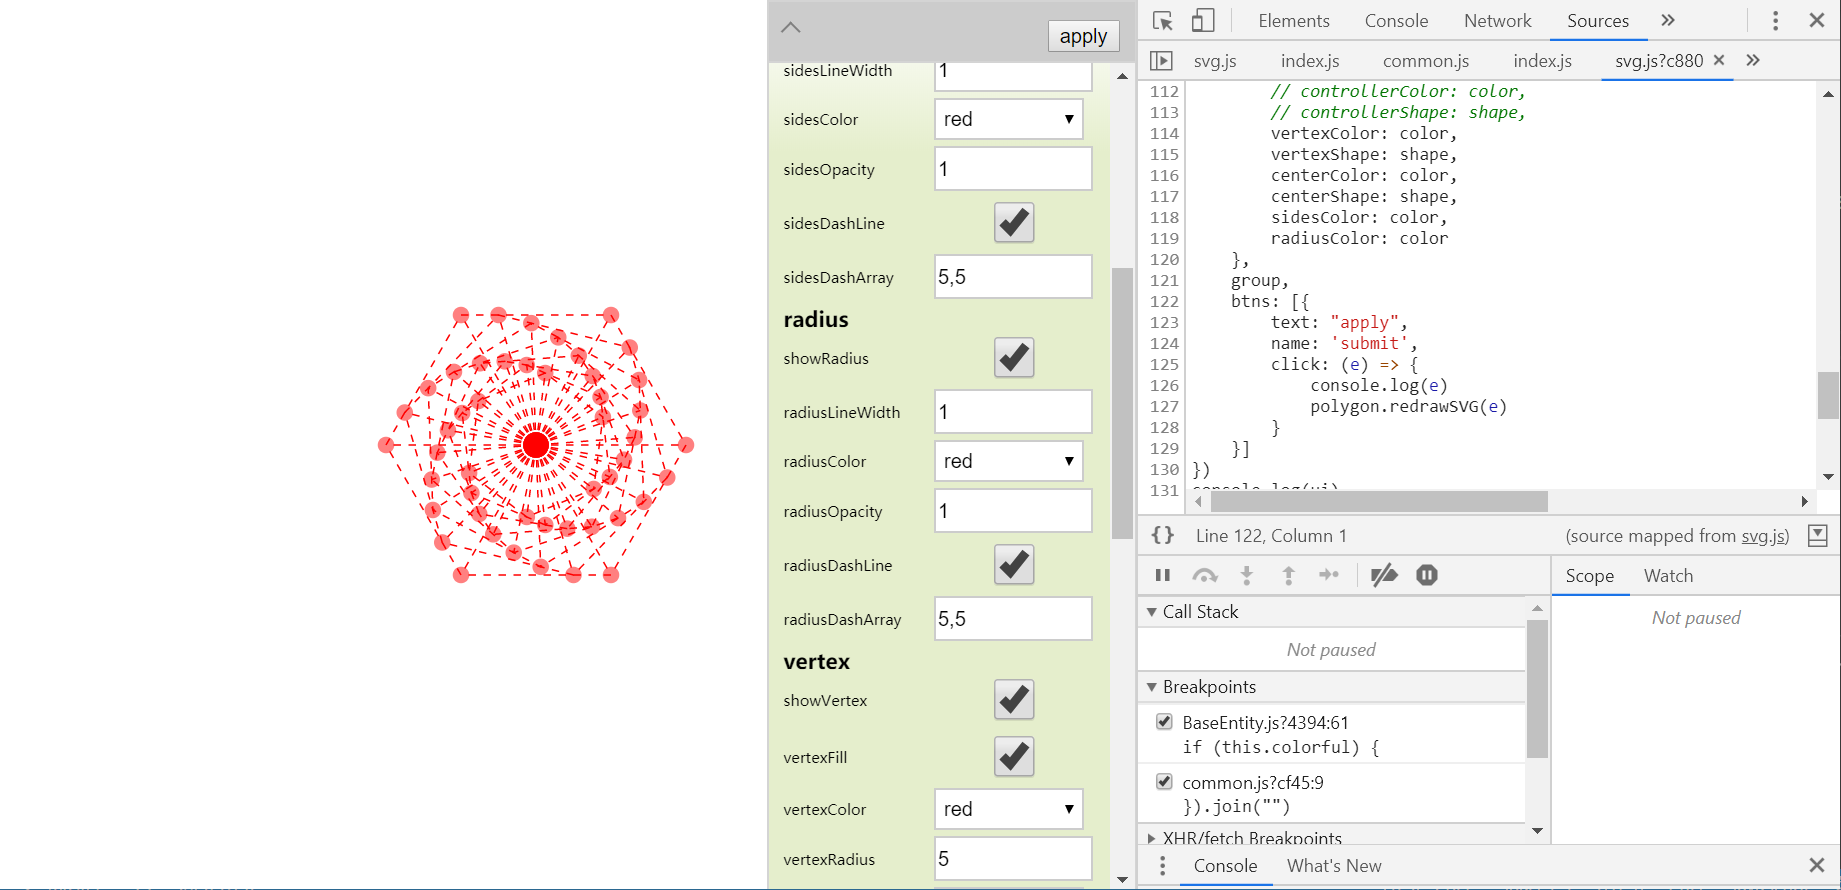 apply
sidesLineWidth 1
sidesColor red
sidesOpacity 1
sidesDashLine
sidesDashArray 5,5
radius
showRadius
radiusLineWidth 1
radiusColor red
radiusOpacity 1
radiusDashLine
radiusDashArray 5,5
vertex
showVertex
vertexFill
vertexColor red
vertexRadius 5
Elements Console Network Sources
svg.js index.js common.js index.js svg.js?c880
112 // controllerColor: color,
113 // controllerShape: shape,
114 vertexColor: color,
115 vertexShape: shape,
116 centerColor: color,
117 centerShape: shape,
118 sidesColor: color,
119 radiusColor: color
120 },
121 group,
122 btns: [{
123 text: "apply",
124 name: 'submit',
125 click: (e) => {
126 console.log(e)
127 polygon.redrawSVG(e)
128 }
129 }]
130 })
131 console.log(ui)
{} Line 122, Column 1 (source mapped from svg.js)
Call Stack
Not paused
Breakpoints
BaseEntity.js?4394:61
if (this.colorful) {
common.js?cf45:9
}).join("")
XHR/fetch Breakpoints
Scope Watch
Not paused
Console What's New